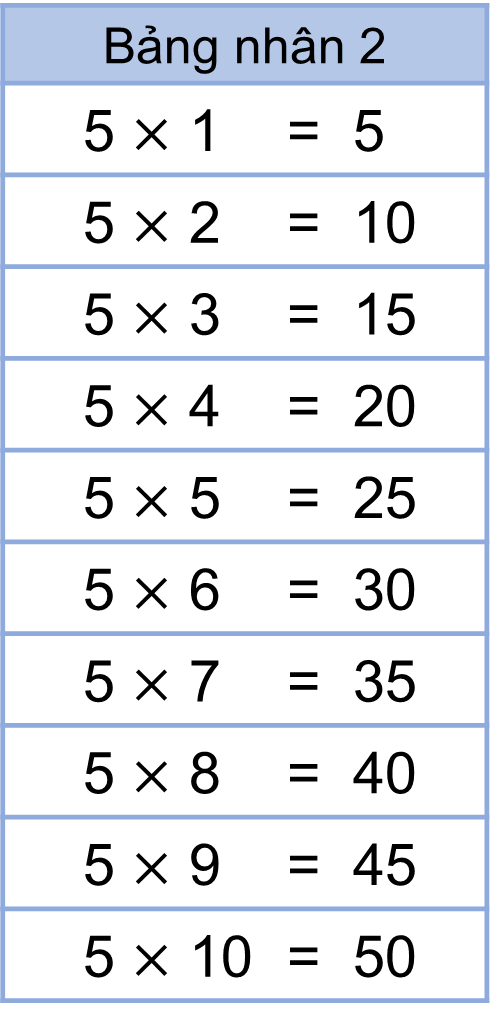 Bảng nhân 2
5 × 1 = 5
5 × 2 = 10
5 × 3 = 15
5 × 4 = 20
5 × 5 = 25
5 × 6 = 30
5 × 7 = 35
5 × 8 = 40
5 × 9 = 45
5 × 10 = 50